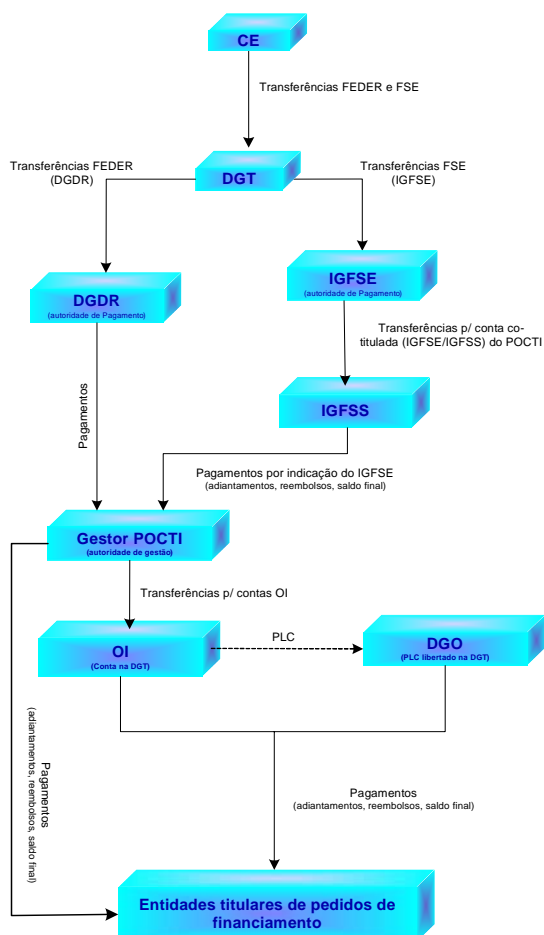 CE
Transferências FEDER e FSE
Transferências FEDER
(DGDR)
DGT
Transferências FSE
(IGFSE)
DGDR
(autoridade de Pagamento)
IGFSE
(autoridade de Pagamento)
Transferências p/ conta co-
titulada (IGFSE/IGFSS) do POCTI
IGFSS
Pagamentos
Pagamentos por indicação do IGFSE
(adiantamentos, reembolsos, saldo final)
Gestor POCTI
(autoridade de gestão)
Transferências p/ contas OI
OI
(Conta na DGT)
PLC
DGO
(PLC libertado na DGT)
Pagamentos
(adiantamentos, reembolsos, saldo final)
Pagamentos
(adiantamentos, reembolsos, saldo final)
Entidades titulares de pedidos de
financiamento